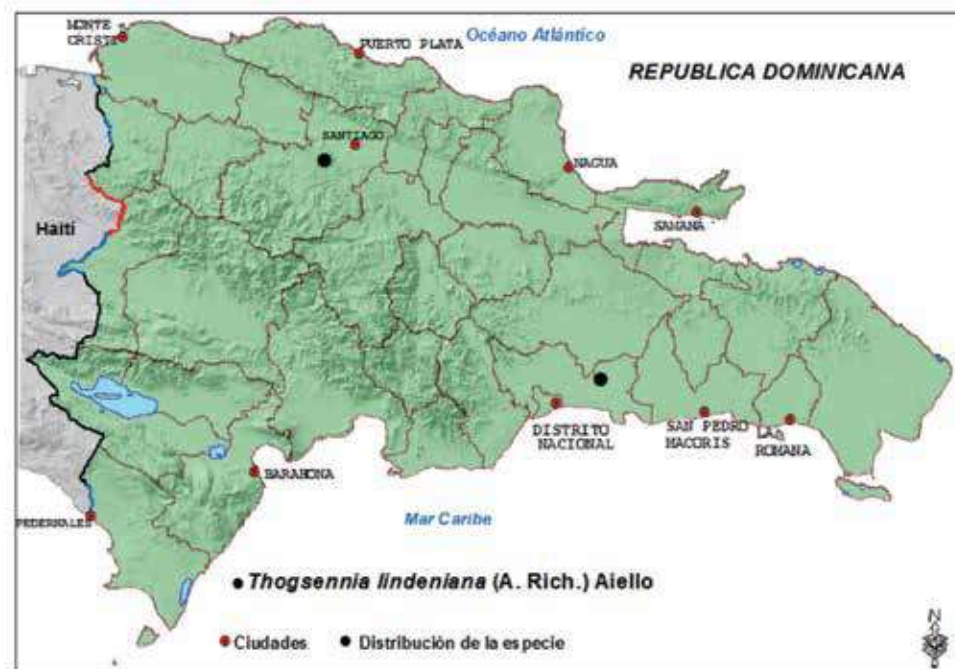 MONTE
CRISTI
PUERTO PLATA
Océano Atlántico
REPUBLICA DOMINICANA
SANTIAGO
NAGUA
SAMANA
Haití
DISTRITO
NACIONAL
SAN PEDRO
MACORIS
LA
ROMANA
BARAHONA
PEDERNALES
Mar Caribe
Thogsennia lindeniana (A. Rich.) Aiello
Ciudades
Distribución de la especie
N